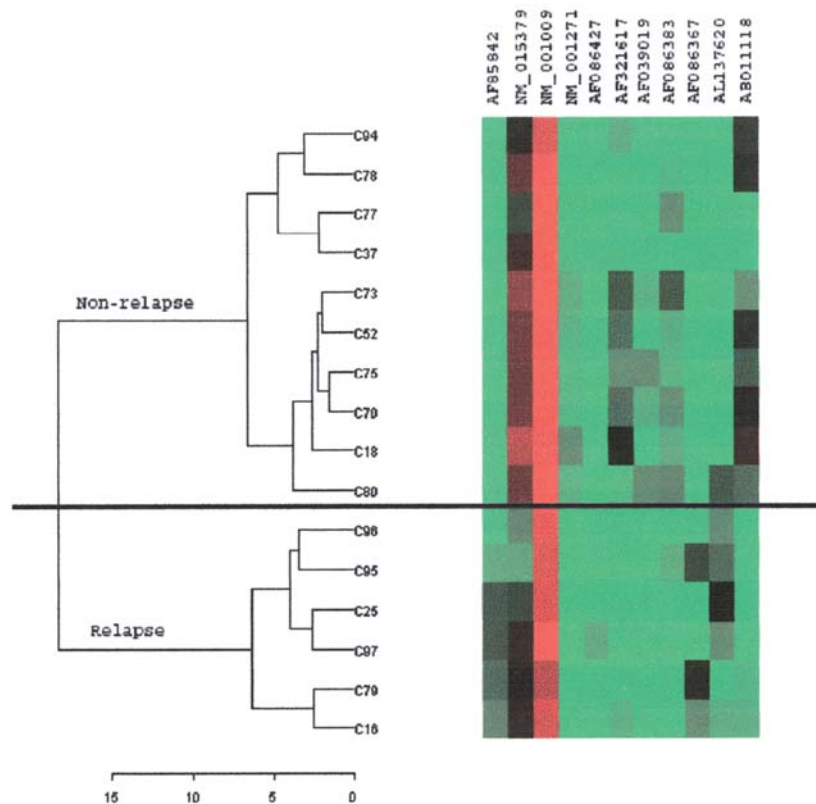 AF85842
NM_015379
NM_001009
NM_001271
AF086427
AF321617
AF039019
AF086383
AF086367
AL137620
AB011118
C94
C78
C77
C37
Non-relapse
C73
C52
C75
C70
C18
C80
C96
C95
C25
Relapse
C97
C79
C16
15 10 5 0